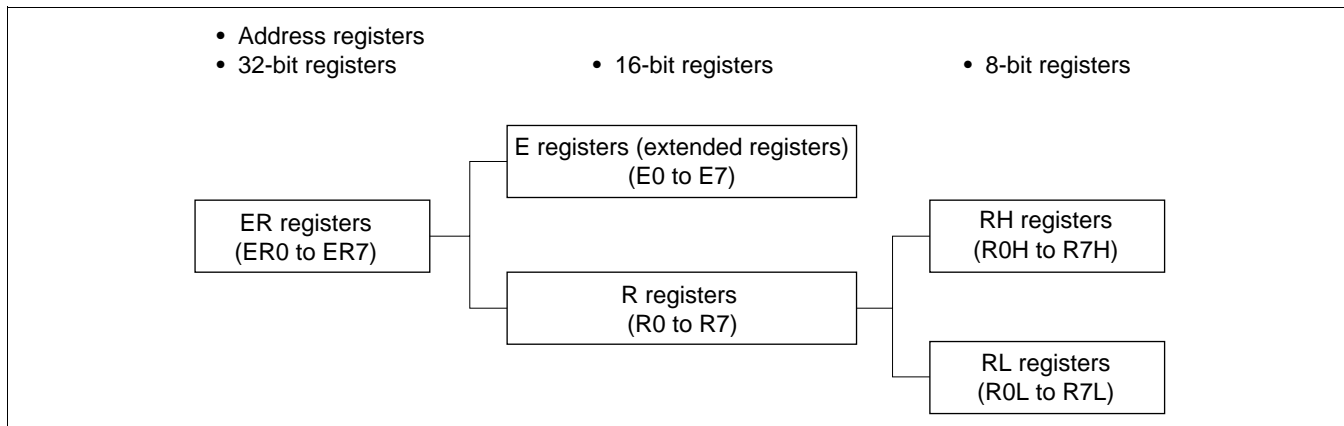 • Address registers
• 32-bit registers
• 16-bit registers
• 8-bit registers
E registers (extended registers)
(E0 to E7)
ER registers
(ER0 to ER7)
RH registers
(R0H to R7H)
R registers
(R0 to R7)
RL registers
(R0L to R7L)